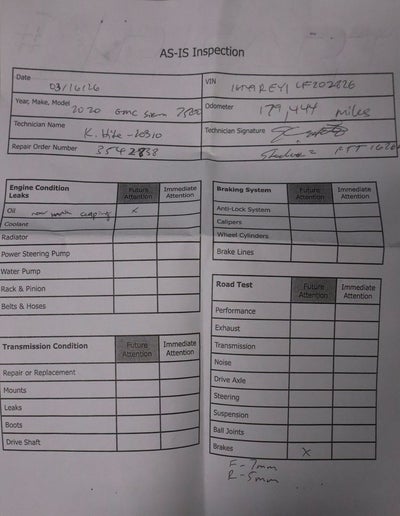 AS-IS Inspection
Date 03/16/26
VIN
Year, Make, Model 2020 GMC Sierra 2500
Odometer 179,444 miles
Technician Name K. Hite - 20310
Technician Signature
Repair Order Number
Engine Condition Future Attention Immediate Attention
Leaks
Oil X
Coolant
Radiator
Power Steering Pump
Water Pump
Rack & Pinion
Belts & Hoses
Transmission Condition Future Attention Immediate Attention
Repair or Replacement
Mounts
Leaks
Boots
Drive Shaft
Braking System Future Attention Immediate Attention
Anti-Lock System
Calipers
Wheel Cylinders
Brake Lines
Road Test Future Attention Immediate Attention
Performance
Exhaust
Transmission
Noise
Drive Axle
Steering
Suspension
Ball Joints
Brakes X
F - 7mm
R - 5mm